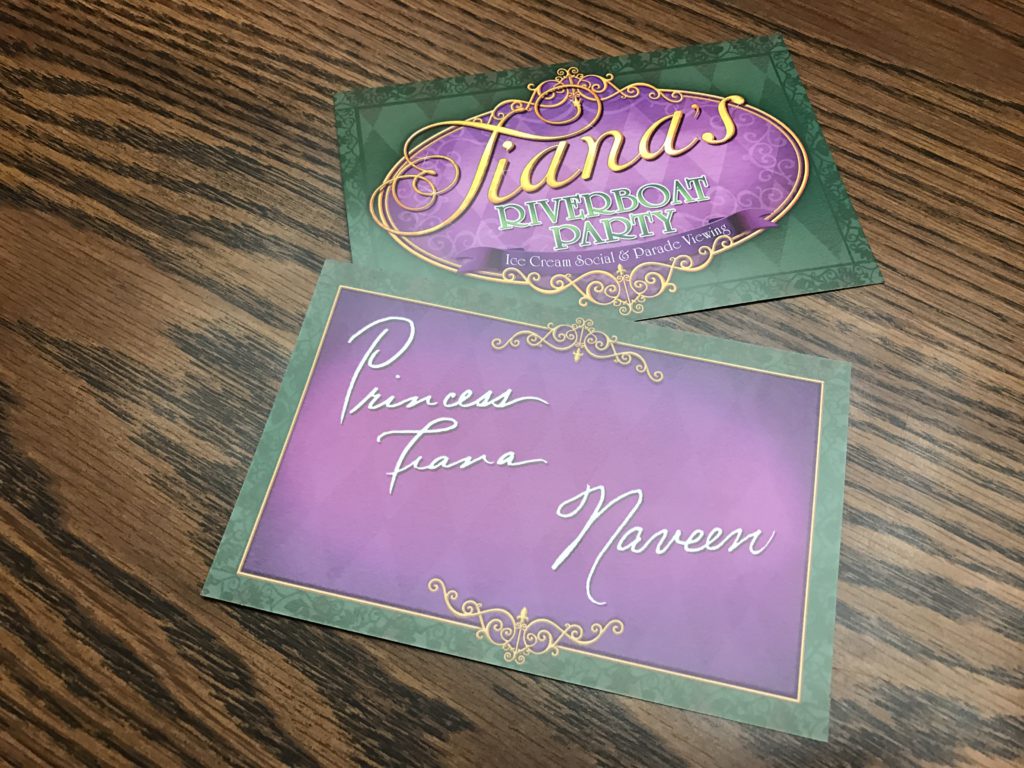 Tiana's
RIVERBOAT
PARTY
Ice Cream Social & Parade Viewing
Princess
Tiana
Naveen